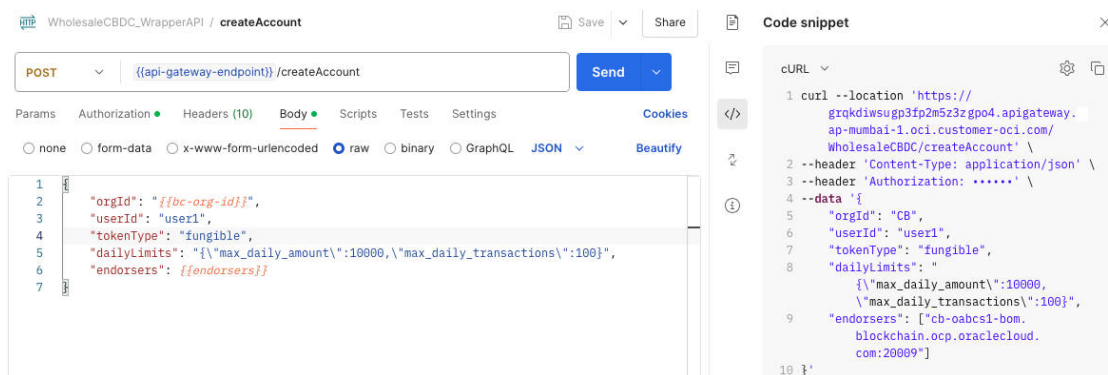 HTTP WholesaleCBDC_WrapperAPI / createAccount Save Share
POST {{api-gateway-endpoint}} /createAccount Send
Params Authorization Headers (10) Body Scripts Tests Settings Cookies
none form-data x-www-form-urlencoded raw binary GraphQL JSON Beautify
1 {
2 "orgId": "{{bc-org-id}}",
3 "userId": "user1",
4 "tokenType": "fungible",
5 "dailyLimits": "{\"max_daily_amount\":10000,\"max_daily_transactions\":100}",
6 "endorsers": {{endorsers}}
7 }
Code snippet
cURL
1 curl --location 'https://
grqkdiwsugp3fp2m5z3zgpo4.apigateway.
ap-mumbai-1.oci.customer-oci.com/
WholesaleCBDC/createAccount' \
2 --header 'Content-Type: application/json' \
3 --header 'Authorization: ••••••' \
4 --data '{
5 "orgId": "CB",
6 "userId": "user1",
7 "tokenType": "fungible",
8 "dailyLimits": "
{\"max_daily_amount\":10000,
\"max_daily_transactions\":100}",
9 "endorsers": ["cb-oabcs1-bom.
blockchain.ocp.oraclecloud.
com:20009"]
10 }'